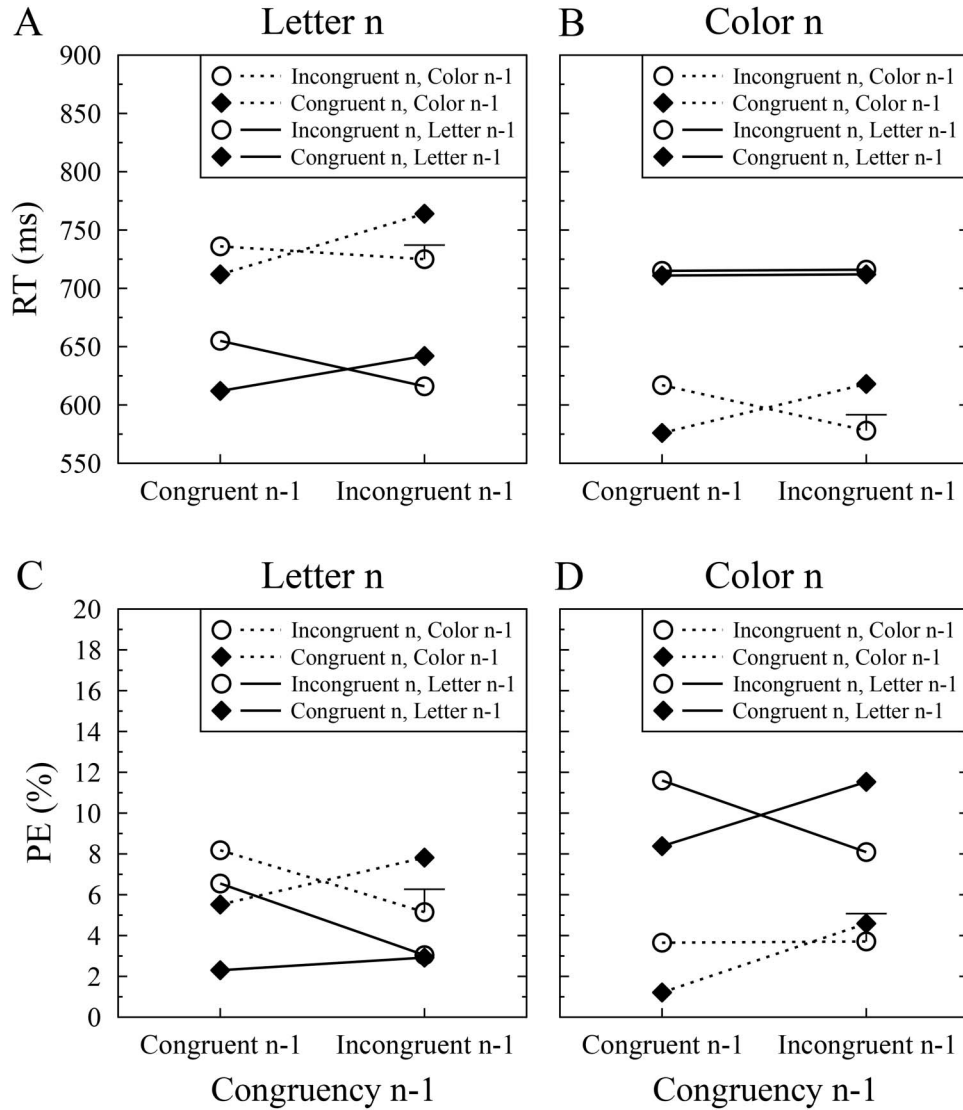 A
Letter n
B
Color n
RT (ms)
900
850
800
750
700
650
600
550
Incongruent n, Color n-1
Congruent n, Color n-1
Incongruent n, Letter n-1
Congruent n, Letter n-1
Incongruent n, Color n-1
Congruent n, Color n-1
Incongruent n, Letter n-1
Congruent n, Letter n-1
Congruent n-1 Incongruent n-1
Congruent n-1 Incongruent n-1
C
Letter n
D
Color n
PE (%)
20
18
16
14
12
10
8
6
4
2
0
Incongruent n, Color n-1
Congruent n, Color n-1
Incongruent n, Letter n-1
Congruent n, Letter n-1
Incongruent n, Color n-1
Congruent n, Color n-1
Incongruent n, Letter n-1
Congruent n, Letter n-1
Congruent n-1 Incongruent n-1
Congruent n-1 Incongruent n-1
Congruency n-1
Congruency n-1